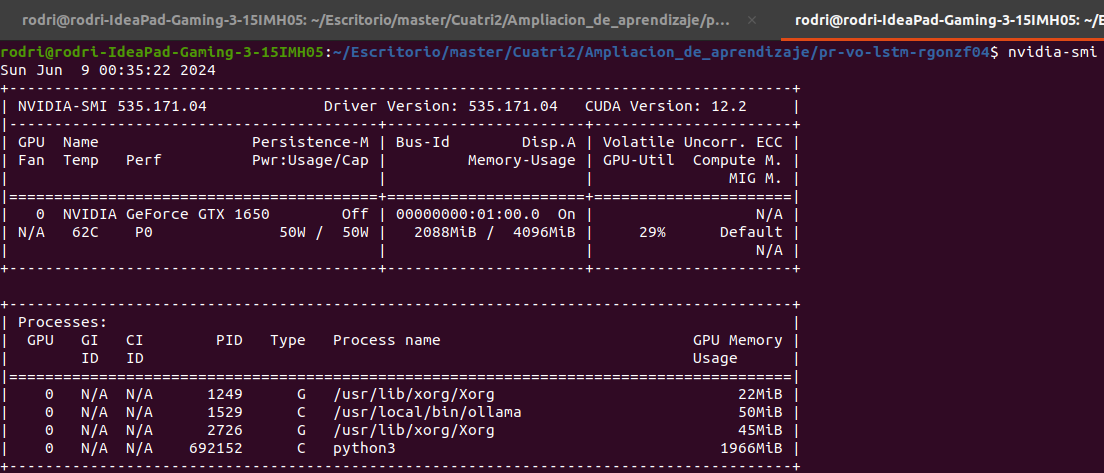 rodri@rodri-IdeaPad-Gaming-3-15IMH05: ~/Escritorio/master/Cuatri2/Ampliacion_de_aprendizaje/p... × rodri@rodri-IdeaPad-Gaming-3-15IMH05: ~/E
rodri@rodri-IdeaPad-Gaming-3-15IMH05:~/Escritorio/master/Cuatri2/Ampliacion_de_aprendizaje/pr-vo-lstm-rgonzf04$ nvidia-smi
Sun Jun  9 00:35:22 2024
+---------------------------------------------------------------------------------------+
| NVIDIA-SMI 535.171.04             Driver Version: 535.171.04   CUDA Version: 12.2     |
|-----------------------------------------+----------------------+----------------------+
| GPU  Name                 Persistence-M | Bus-Id        Disp.A | Volatile Uncorr. ECC |
| Fan  Temp   Perf          Pwr:Usage/Cap |         Memory-Usage | GPU-Util  Compute M. |
|                                         |                      |               MIG M. |
|=========================================+======================+======================|
|   0  NVIDIA GeForce GTX 1650        Off | 00000000:01:00.0  On |                  N/A |
| N/A   62C    P0              50W /  50W |   2088MiB /  4096MiB |     29%      Default |
|                                         |                      |                  N/A |
+-----------------------------------------+----------------------+----------------------+
+---------------------------------------------------------------------------------------+
| Processes:                                                                            |
|  GPU   GI   CI        PID   Type   Process name                            GPU Memory |
|        ID   ID                                                             Usage      |
|=======================================================================================|
|    0   N/A  N/A      1249      G   /usr/lib/xorg/Xorg                           22MiB |
|    0   N/A  N/A      1529      C   /usr/local/bin/ollama                        50MiB |
|    0   N/A  N/A      2726      G   /usr/lib/xorg/Xorg                           45MiB |
|    0   N/A  N/A    692152      C   python3                                    1966MiB |
+---------------------------------------------------------------------------------------+